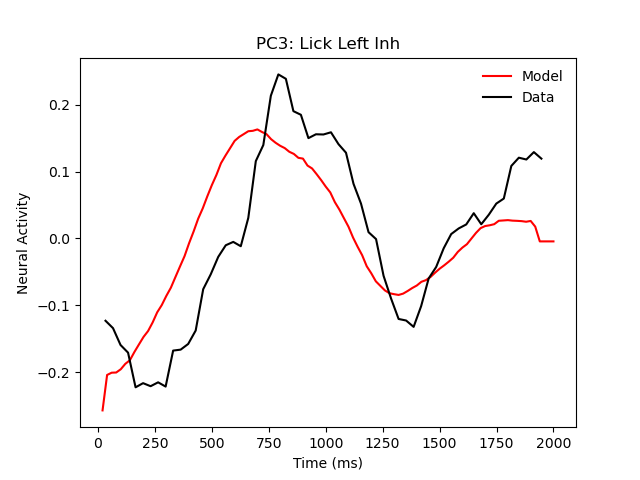 PC3: Lick Left Inh
Model
Data
0.2
0.1
0.0
−0.1
−0.2
Neural Activity
0 250 500 750 1000 1250 1500 1750 2000
Time (ms)